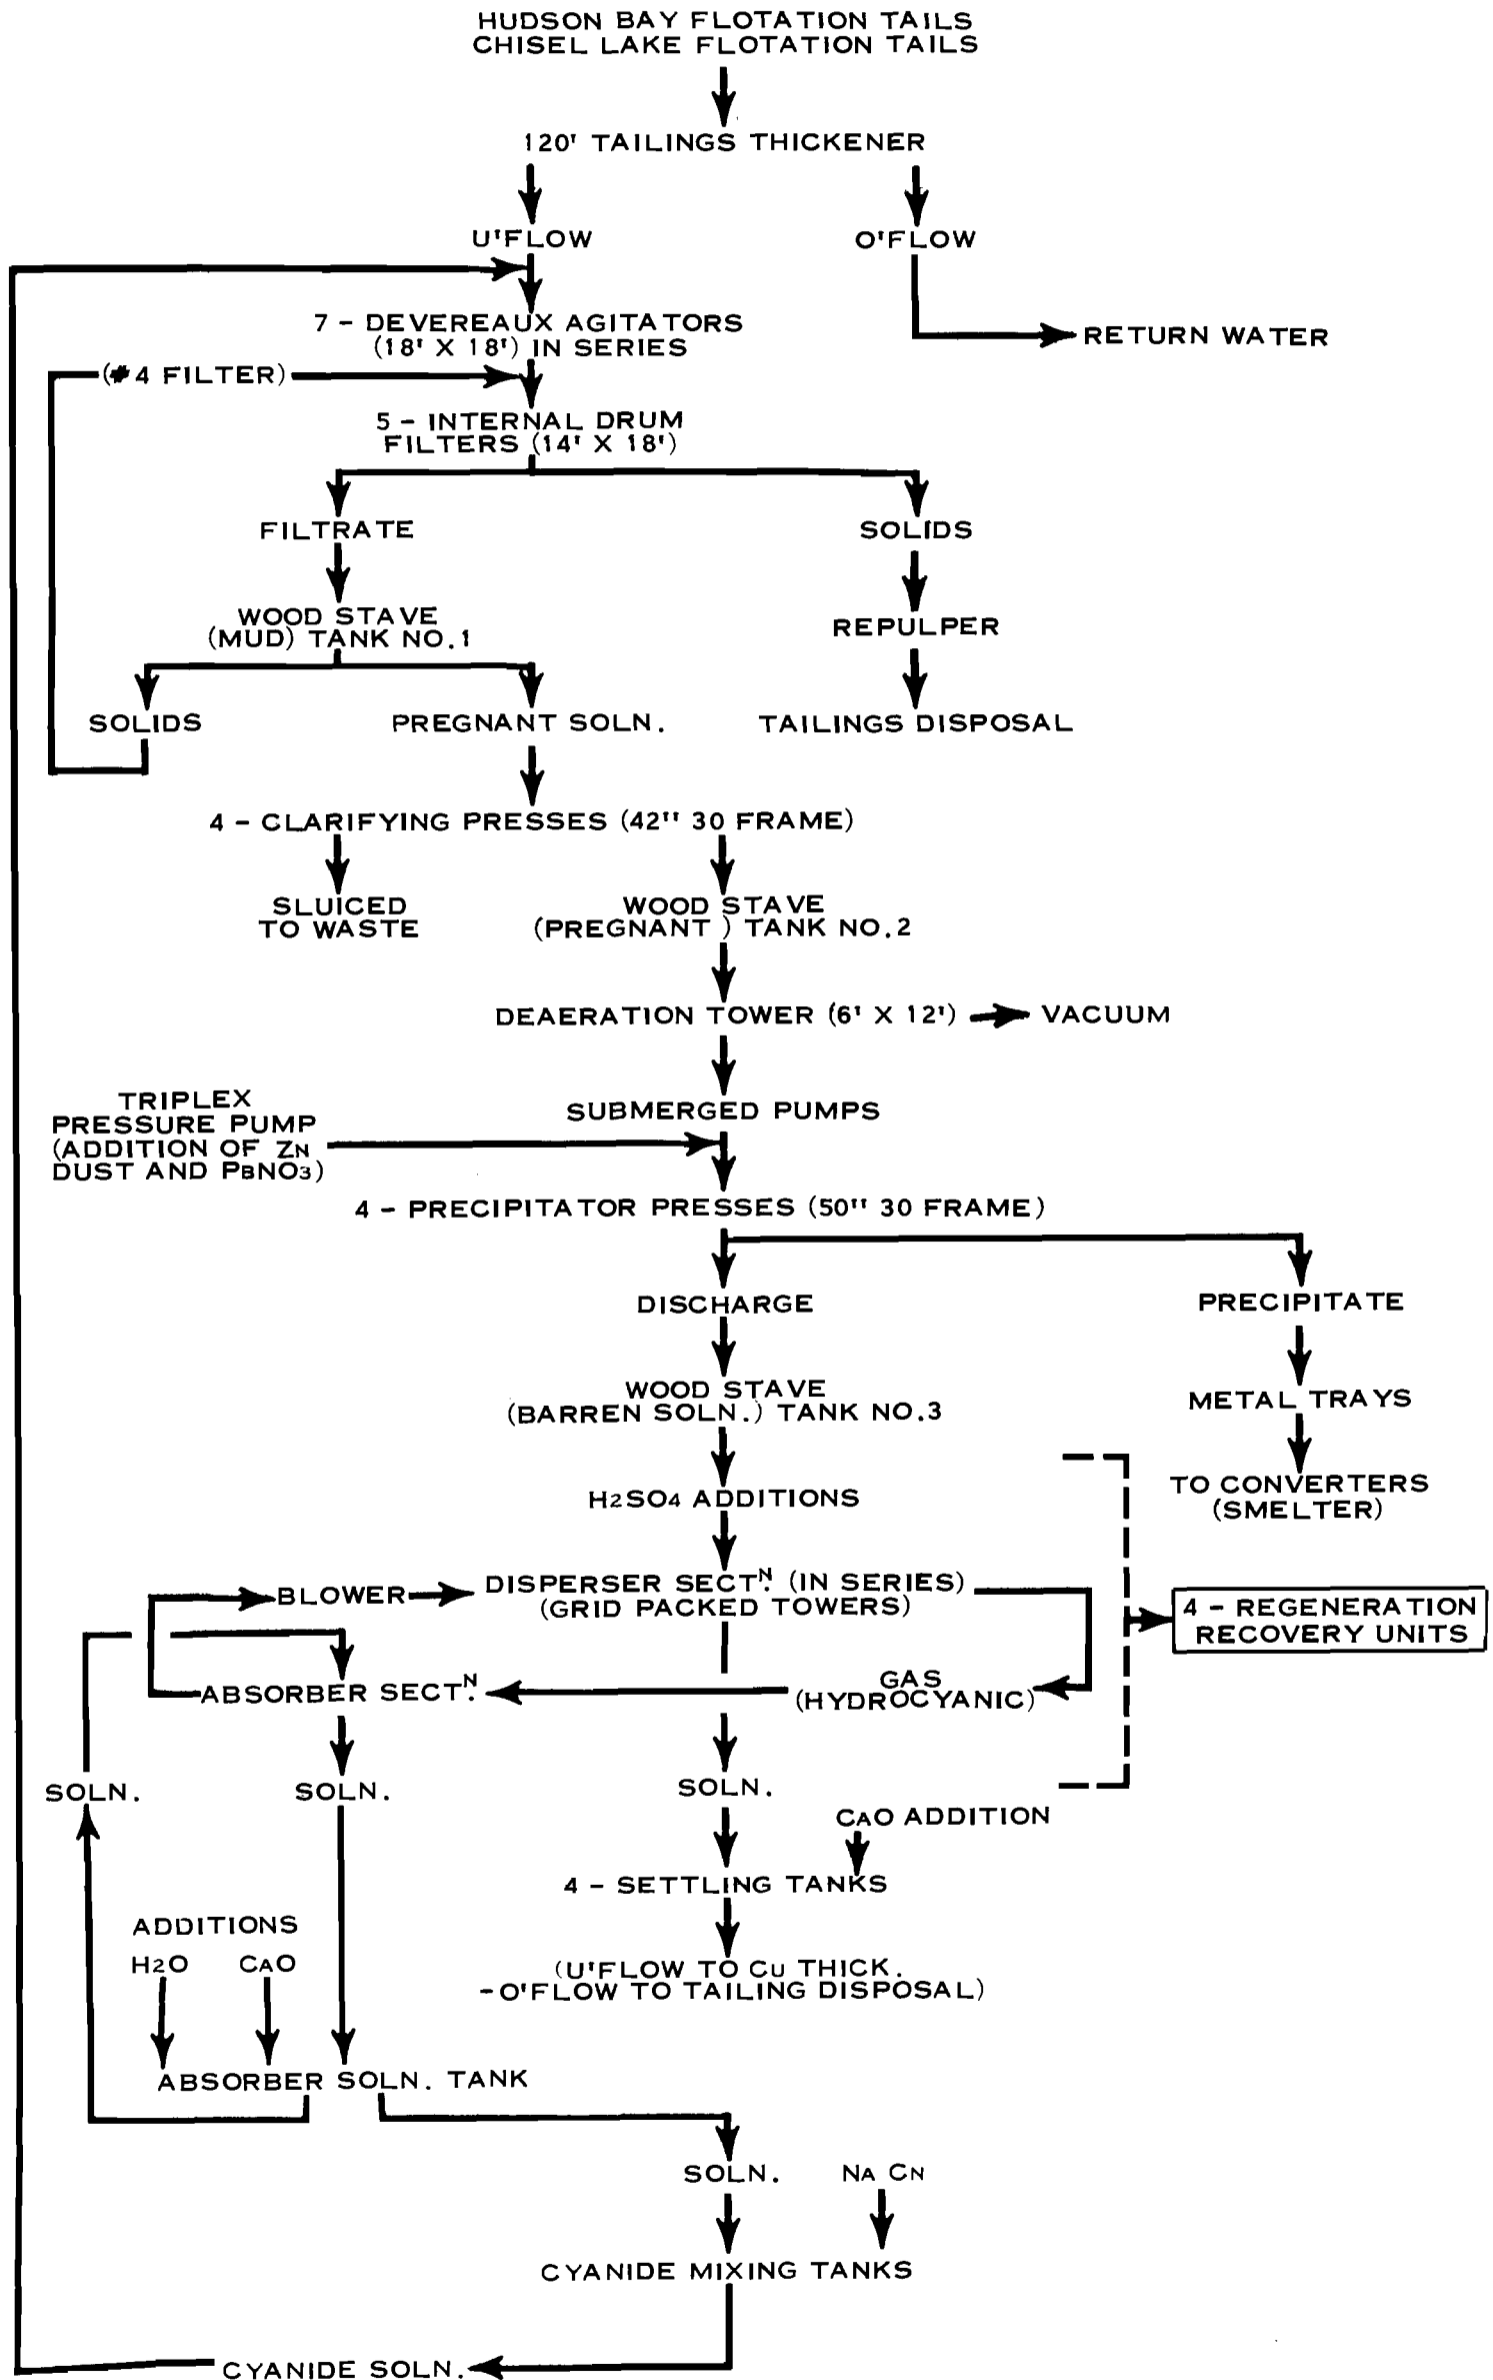 HUDSON BAY FLOTATION TAILS
CHISEL LAKE FLOTATION TAILS
120' TAILINGS THICKENER
U'FLOW
O'FLOW
7 - DEVEREAUX AGITATORS
(18' X 18') IN SERIES
RETURN WATER
(#4 FILTER)
5 - INTERNAL DRUM
FILTERS (14' X 18')
FILTRATE
SOLIDS
WOOD STAVE
(MUD) TANK NO.1
REPULPER
SOLIDS
PREGNANT SOLN.
TAILINGS DISPOSAL
4 - CLARIFYING PRESSES (42" 30 FRAME)
SLUICED
TO WASTE
WOOD STAVE
(PREGNANT ) TANK NO.2
DEAERATION TOWER (6' X 12')
VACUUM
TRIPLEX
PRESSURE PUMP
(ADDITION OF ZN
DUST AND PBNO3)
SUBMERGED PUMPS
4 - PRECIPITATOR PRESSES (50" 30 FRAME)
DISCHARGE
PRECIPITATE
WOOD STAVE
(BARREN SOLN.) TANK NO.3
METAL TRAYS
H2SO4 ADDITIONS
TO CONVERTERS
(SMELTER)
BLOWER
DISPERSER SECTN. (IN SERIES)
(GRID PACKED TOWERS)
4 - REGENERATION
RECOVERY UNITS
ABSORBER SECTN.
GAS
(HYDROCYANIC)
SOLN.
SOLN.
SOLN.
CAO ADDITION
4 - SETTLING TANKS
ADDITIONS
H2O
CAO
(U'FLOW TO CU THICK.
-O'FLOW TO TAILING DISPOSAL)
ABSORBER SOLN. TANK
SOLN.
NA CN
CYANIDE MIXING TANKS
CYANIDE SOLN.